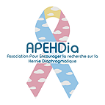 APEHDia
Association Pour Encourager la recherche sur la
Hernie Diaphragmatique